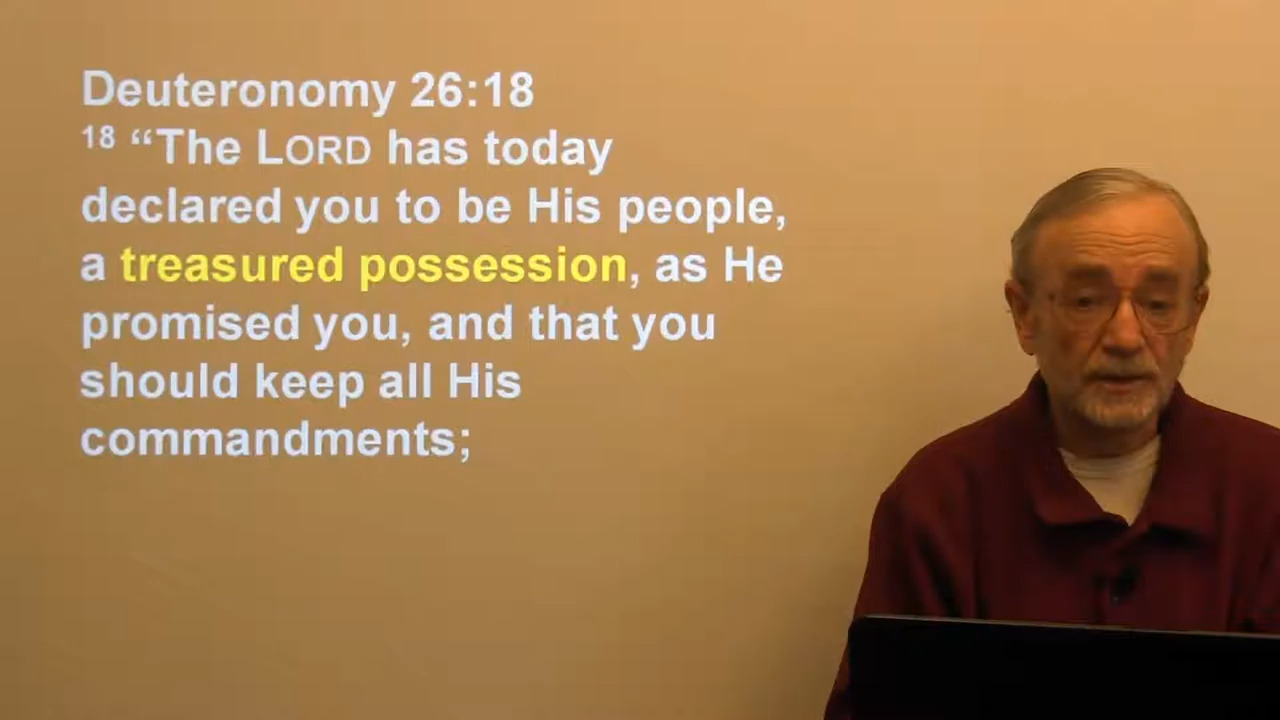 Deuteronomy 26:18
18 “The LORD has today
declared you to be His people,
a treasured possession, as He
promised you, and that you
should keep all His
commandments;